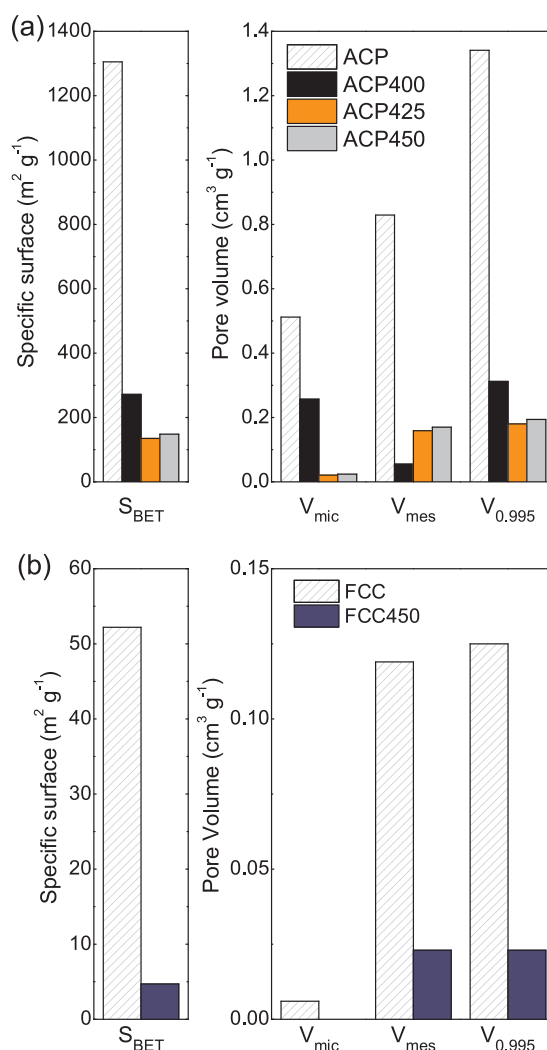 (a)
1400
1200
1000
800
600
400
200
0
Specific surface (m² g⁻¹)
S_BET
1.4
1.2
1.0
0.8
0.6
0.4
0.2
0.0
Pore volume (cm³ g⁻¹)
ACP
ACP400
ACP425
ACP450
V_mic V_mes V_0.995
(b)
60
50
40
30
20
10
0
Specific surface (m² g⁻¹)
S_BET
0.15
0.10
0.05
0.00
Pore Volume (cm³ g⁻¹)
FCC
FCC450
V_mic V_mes V_0.995